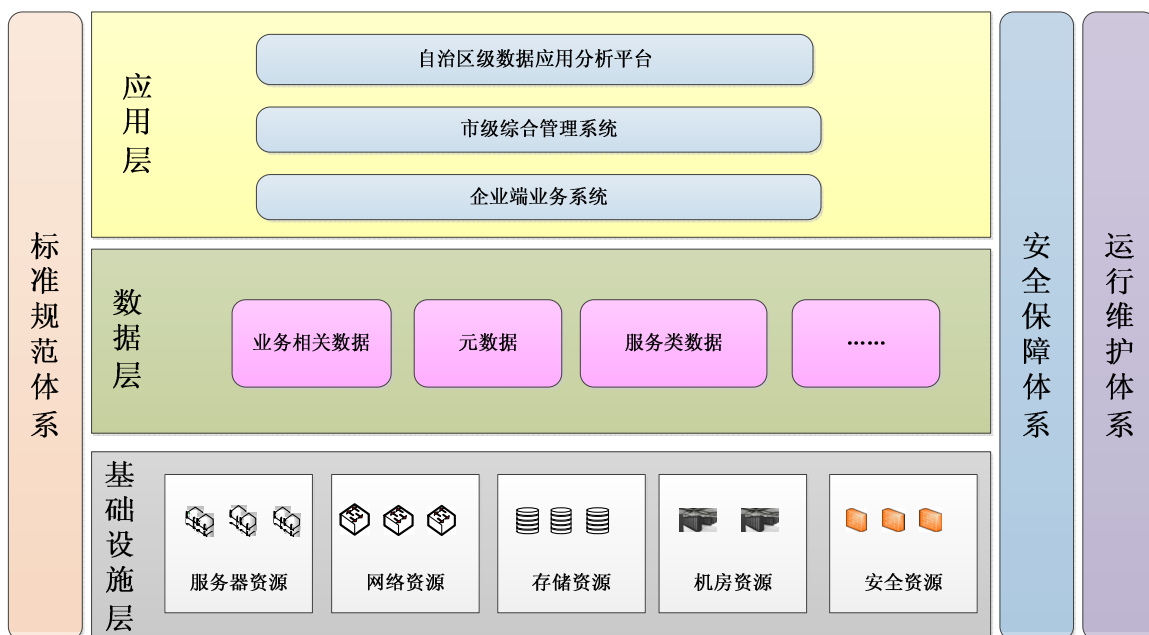 标准规范体系
应用层
自治区级数据应用分析平台
市级综合管理系统
企业端业务系统
数据层
业务相关数据
元数据
服务类数据
……
基础设施层
服务器资源
网络资源
存储资源
机房资源
安全资源
安全保障体系
运行维护体系